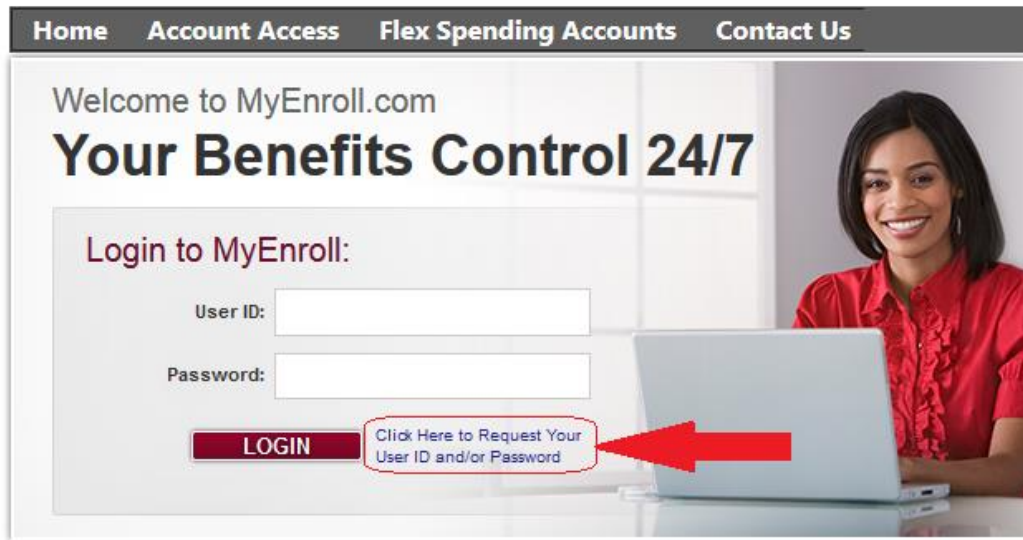 Home Account Access Flex Spending Accounts Contact Us
Welcome to MyEnroll.com
Your Benefits Control 24/7
Login to MyEnroll:
User ID:
Password:
LOGIN
Click Here to Request Your
User ID and/or Password